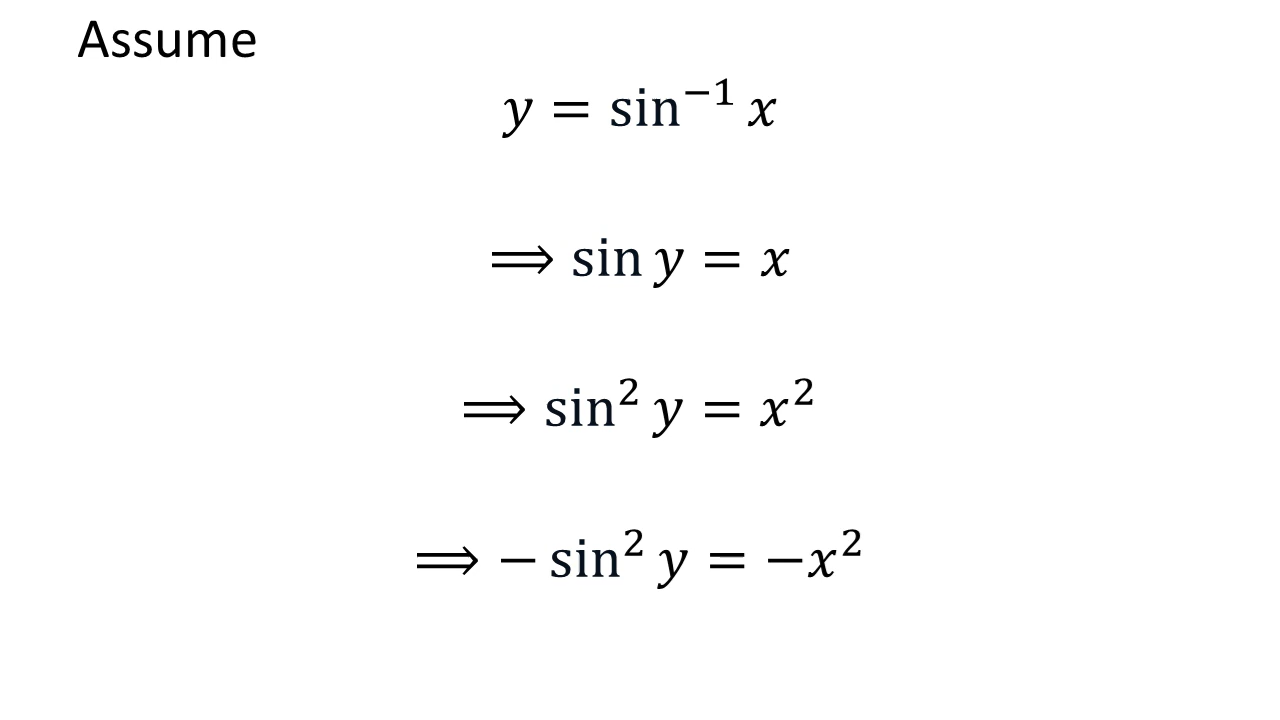 Assume
y = sin⁻¹ x
⟹ sin y = x
⟹ sin² y = x²
⟹ − sin² y = −x²